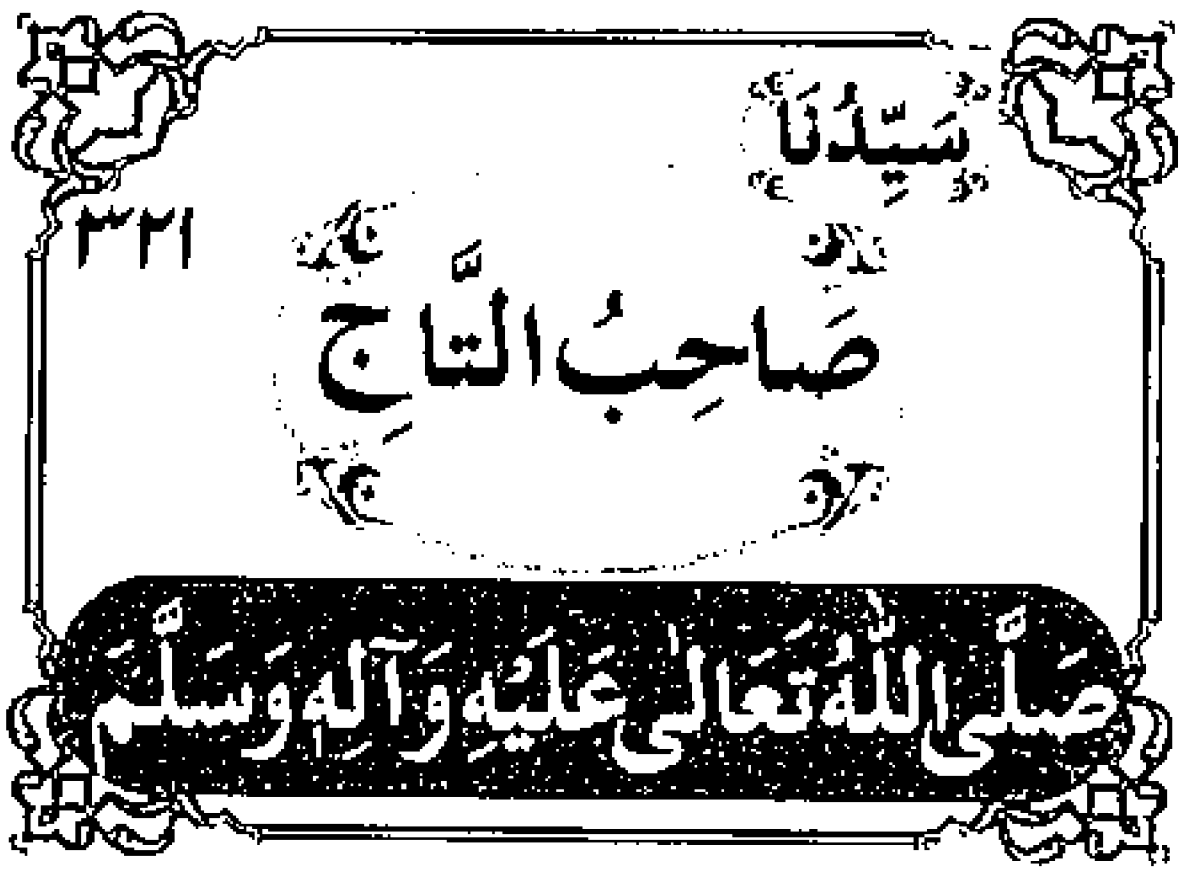 سَيِّدُنَا
٣٢١
صَاحِبُ التَّاجِ
صَلَّى اللّٰهُ تَعَالٰى عَلَيْهِ وَآلِهٖ وَسَلَّمَ